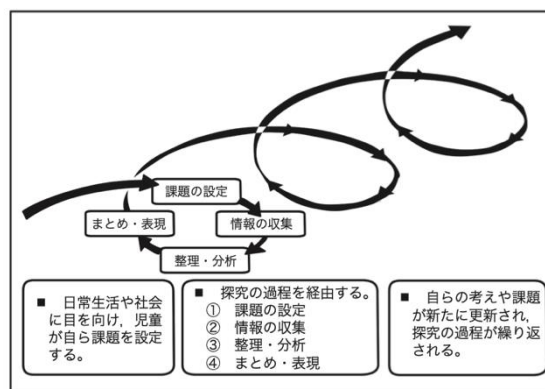 課題の設定
まとめ・表現
情報の収集
整理・分析
■ 日常生活や社会
に目を向け，児童
が自ら課題を設定
する。
■ 探究の過程を経由する。
① 課題の設定
② 情報の収集
③ 整理・分析
④ まとめ・表現
■ 自らの考えや課題
が新たに更新され，
探究の過程が繰り返
される。